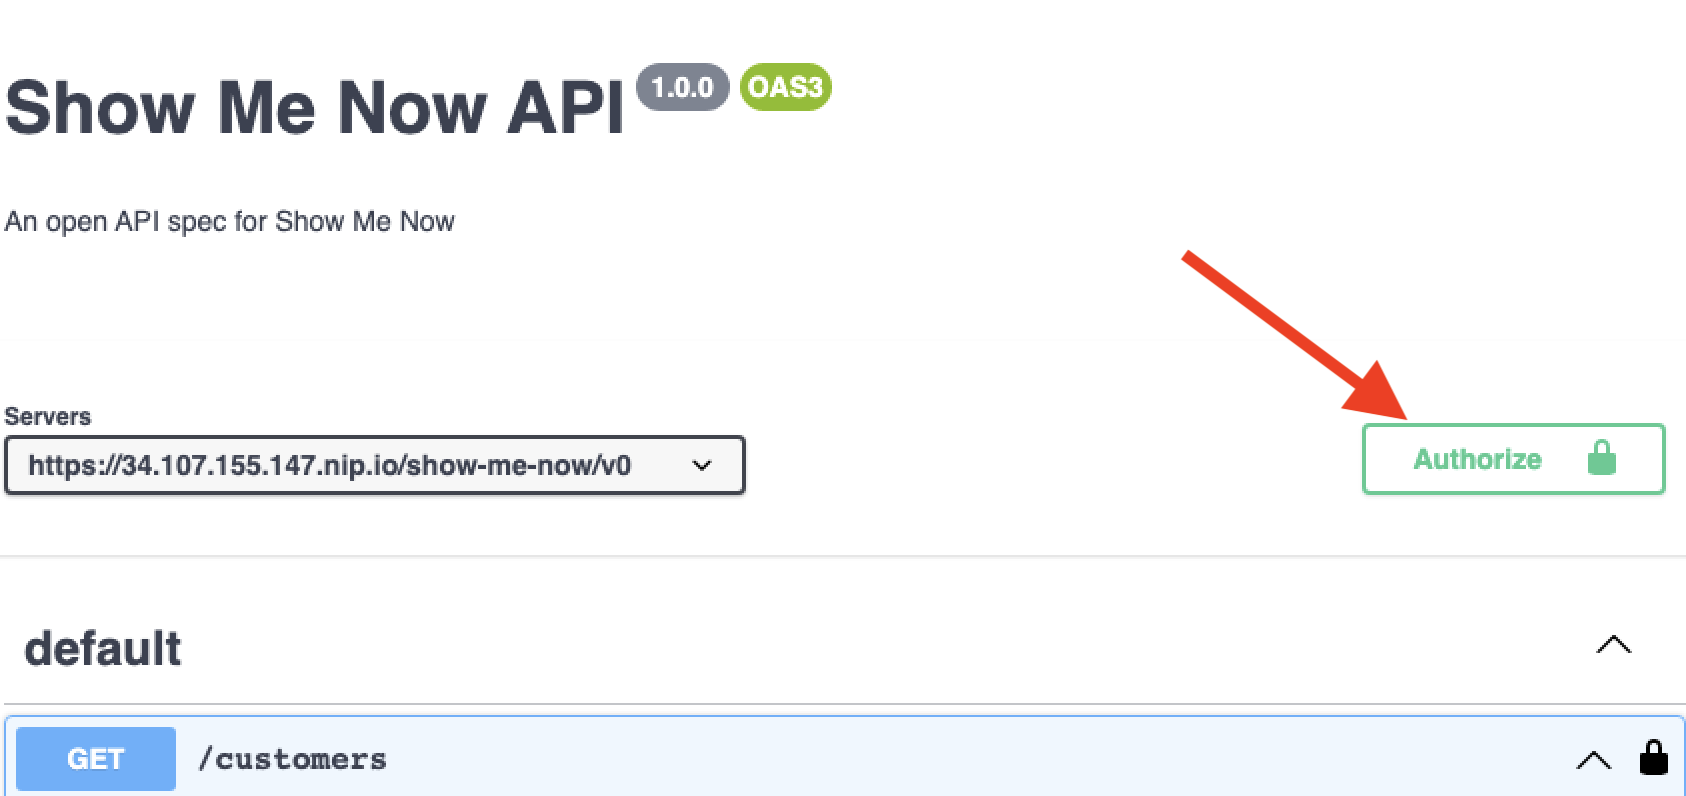 Show Me Now API 1.0.0 OAS3
An open API spec for Show Me Now
Servers
https://34.107.155.147.nip.io/show-me-now/v0
Authorize
default
GET /customers